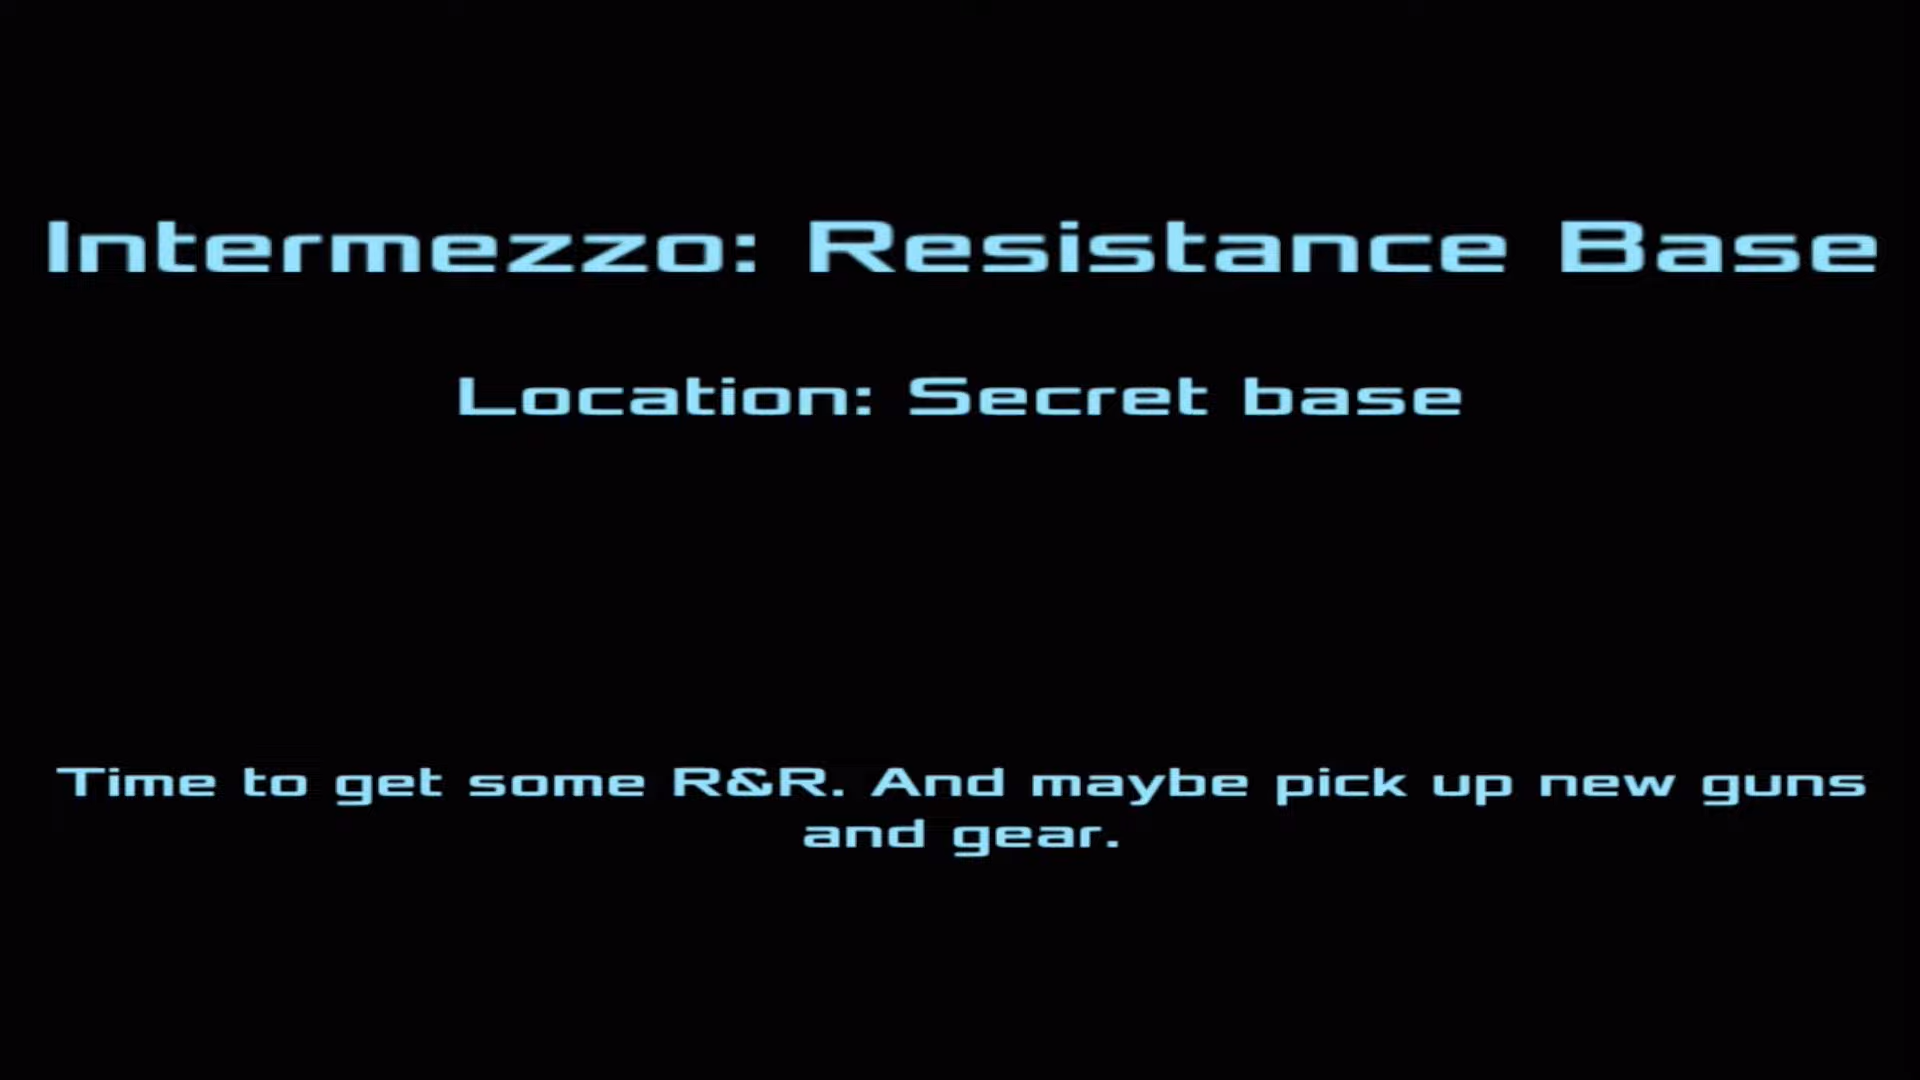 Intermezzo: Resistance Base
Location: Secret base
Time to get some R&R. And maybe pick up new guns
and gear.